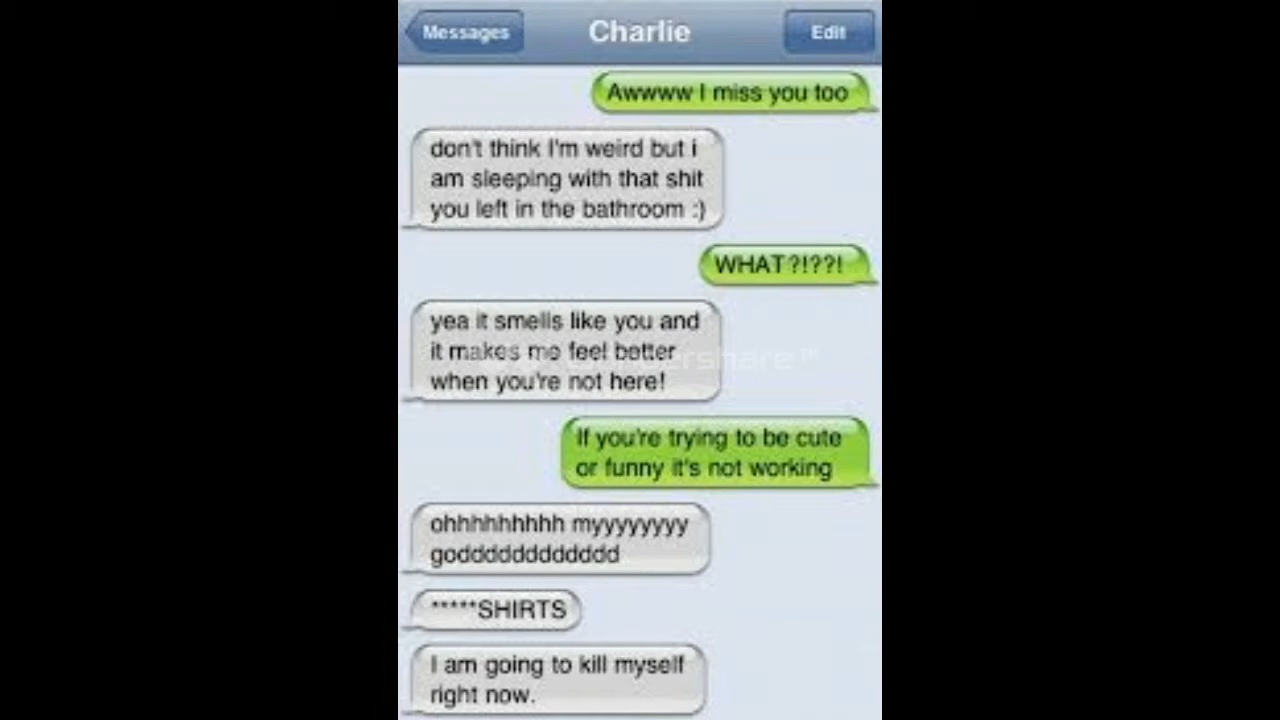 Messages
Charlie
Edit
Awwww I miss you too
don't think I'm weird but i
am sleeping with that shit
you left in the bathroom :)
WHAT?!??!
yea it smells like you and
it makes me feel better
when you're not here!
If you're trying to be cute
or funny it's not working
ohhhhhhhhh myyyyyyyy
goddddddddddddd
*****SHIRTS
I am going to kill myself
right now.